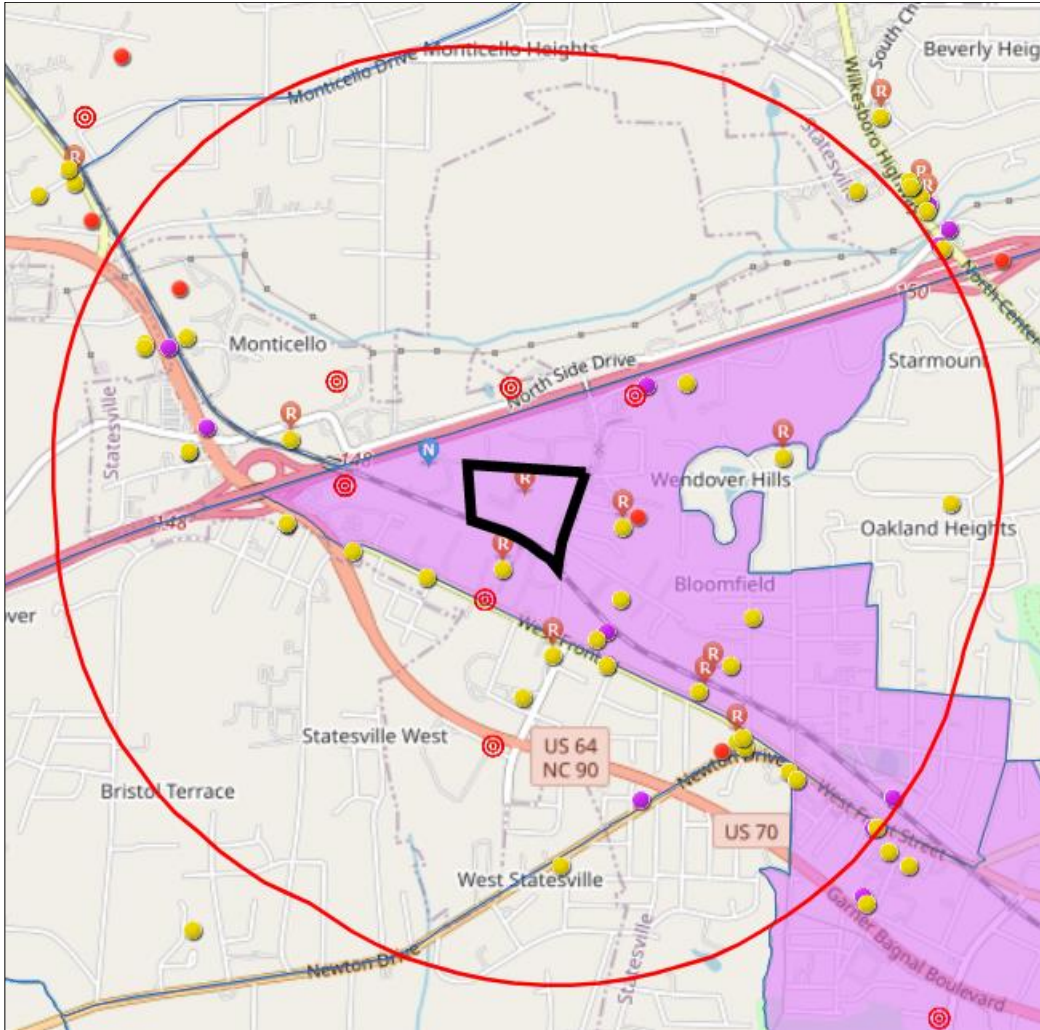 Monticello Drive
Monticello Heights
South Ch
Beverly Heig
Wilkesboro Highway
Statesville
R
R
R
R
150
North Center
Monticello
North Side Drive
Starmount
Statesville
R
148
N
R
R
Wendover Hills
R
148
R
Oakland Heights
R
Bloomfield
ver
West Front
R
R
R
Statesville West
US 64
NC 90
R
Newton Drive
Bristol Terrace
West Front Street
US 70
West Statesville
Garner Bagnal Boulevard
Statesville
Newton Drive